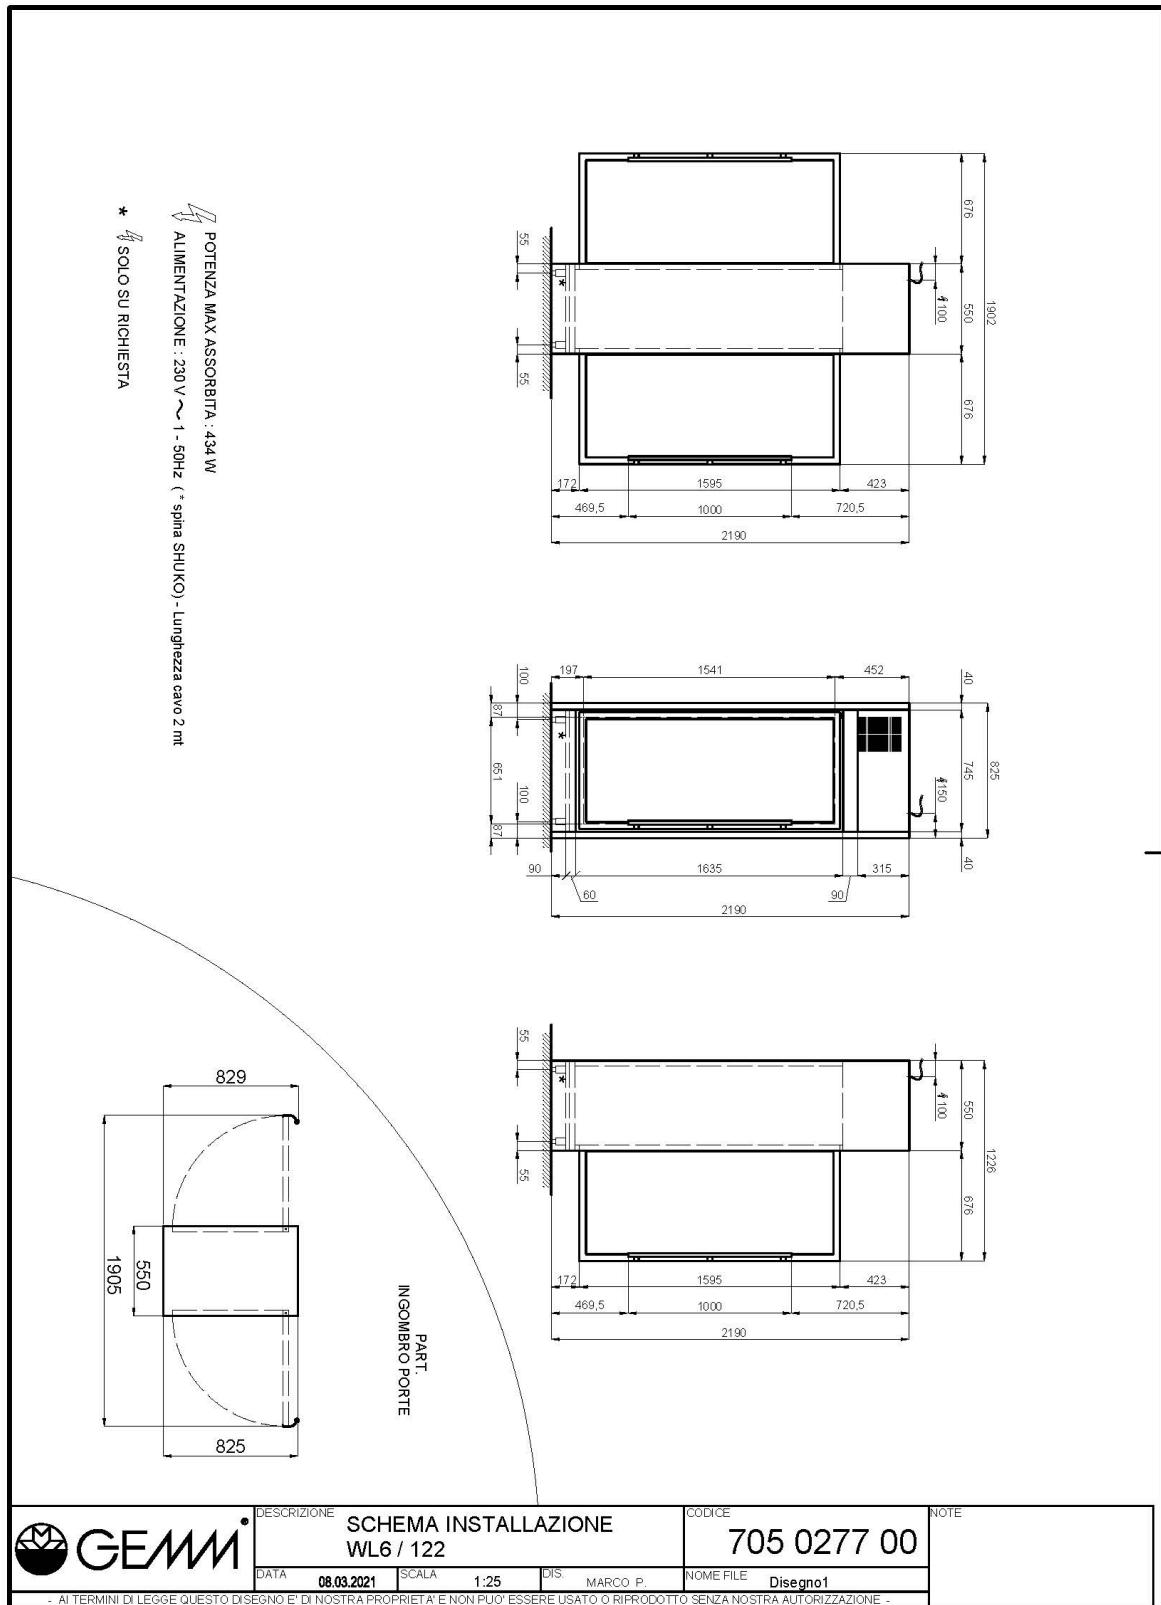 676
550
676
1902
100
55
55
172
1595
423
469,5
1000
720,5
2190
POTENZA MAX ASSORBITA : 434 W
ALIMENTAZIONE : 230 V ~ 1 - 50Hz ( * spina SHUKO) - Lunghezza cavo 2 mt
* SOLO SU RICHIESTA
197
1541
452
100
87
651
100
87
40
745
825
150
40
90
60
1635
90
315
2190
55
55
100
550
676
1226
172
1595
423
469,5
1000
720,5
2190
829
550
1905
825
PART.
INGOMBRO PORTE
GEMM ®
DESCRIZIONE
SCHEMA INSTALLAZIONE
WL6 / 122
CODICE
705 0277 00
NOTE
DATA 08.03.2021
SCALA 1:25
DIS. MARCO P.
NOME FILE Disegno1
- AI TERMINI DI LEGGE QUESTO DISEGNO E' DI NOSTRA PROPRIETA' E NON PUO' ESSERE USATO O RIPRODOTTO SENZA NOSTRA AUTORIZZAZIONE -